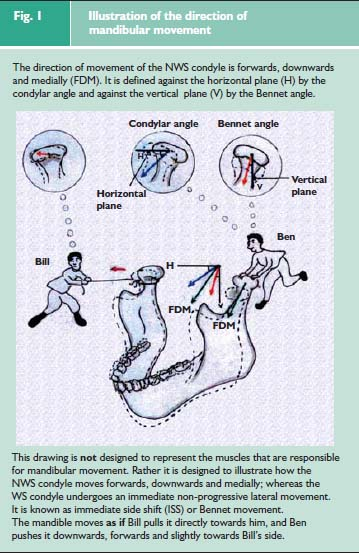 Fig. 1
Illustration of the direction of
mandibular movement
The direction of movement of the NWS condyle is forwards, downwards
and medially (FDM). It is defined against the horizontal plane (H) by the
condylar angle and against the vertical plane (V) by the Bennet angle.
Condylar angle
Bennet angle
H
V
Horizontal
plane
Vertical
plane
Bill
Ben
H
FDM
FDM
This drawing is not designed to represent the muscles that are responsible
for mandibular movement. Rather it is designed to illustrate how the
NWS condyle moves forwards, downwards and medially; whereas the
WS condyle undergoes an immediate non-progressive lateral movement.
It is known as immediate side shift (ISS) or Bennet movement.
The mandible moves as if Bill pulls it directly towards him, and Ben
pushes it downwards, forwards and slightly towards Bill's side.